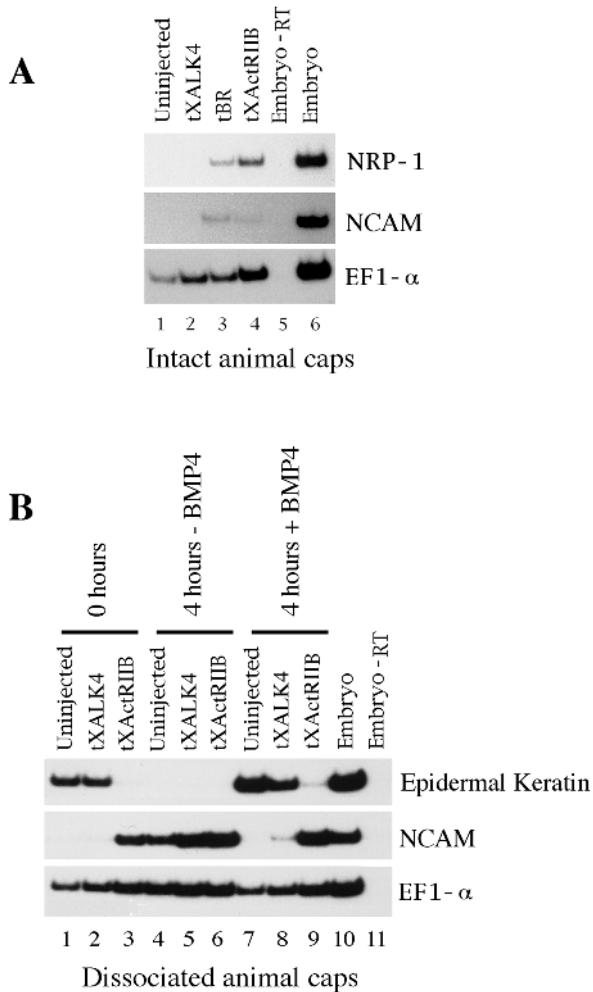 A
Uninjected
tXALK4
tBR
tXActRIIB
Embryo - RT
Embryo
NRP-1
NCAM
EF1- α
1 2 3 4 5 6
Intact animal caps
B
0 hours
4 hours - BMP4
4 hours + BMP4
Uninjected
tXALK4
tXActRIIB
Uninjected
tXALK4
tXActRIIB
Uninjected
tXALK4
tXActRIIB
Embryo
Embryo - RT
Epidermal Keratin
NCAM
EF1- α
1 2 3 4 5 6 7 8 9 10 11
Dissociated animal caps